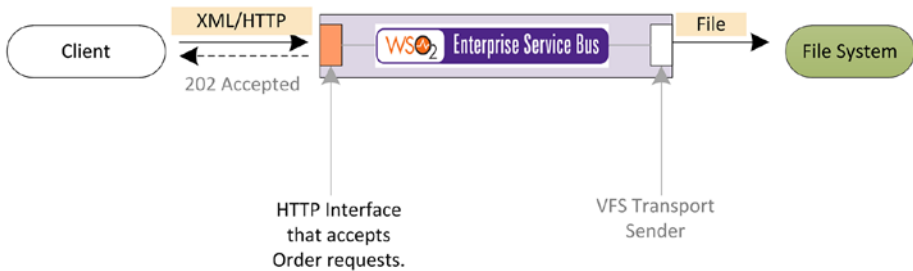 XML/HTTP
File
Client
WSO2 Enterprise Service Bus
File System
202 Accepted
HTTP Interface
that accepts
Order requests.
VFS Transport
Sender